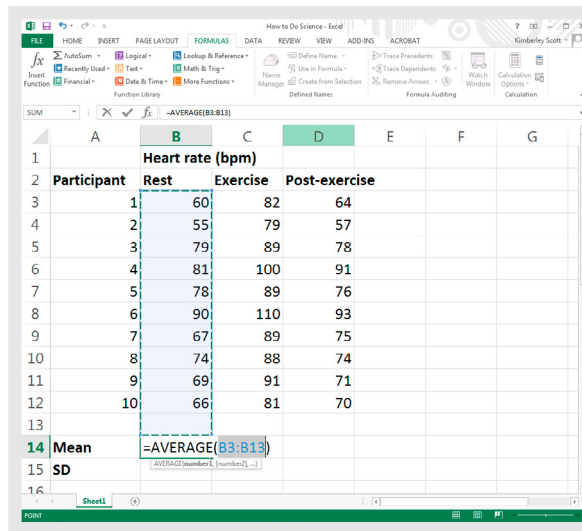 How to Do Science - Excel
FILE HOME INSERT PAGE LAYOUT FORMULAS DATA REVIEW VIEW ADD-INS ACROBAT Kimberley Scott
fx Insert Function
Σ AutoSum Logical Lookup & Reference
Recently Used Text Math & Trig
Financial Date & Time More Functions
Function Library
Name Manager
Define Name
Use in Formula
Create from Selection
Defined Names
Trace Precedents
Trace Dependents
Remove Arrows
Formula Auditing
Watch Window
Calculation Options
Calculation
SUM fx =AVERAGE(B3:B13)
A B C D E F G
1 Heart rate (bpm)
2 Participant Rest Exercise Post-exercise
3 1 60 82 64
4 2 55 79 57
5 3 79 89 78
6 4 81 100 91
7 5 78 89 76
8 6 90 110 93
9 7 67 89 75
10 8 74 88 74
11 9 69 91 71
12 10 66 81 70
13
14 Mean =AVERAGE(B3:B13)
AVERAGE(number1, [number2], ...)
15 SD
16
Sheet1
POINT